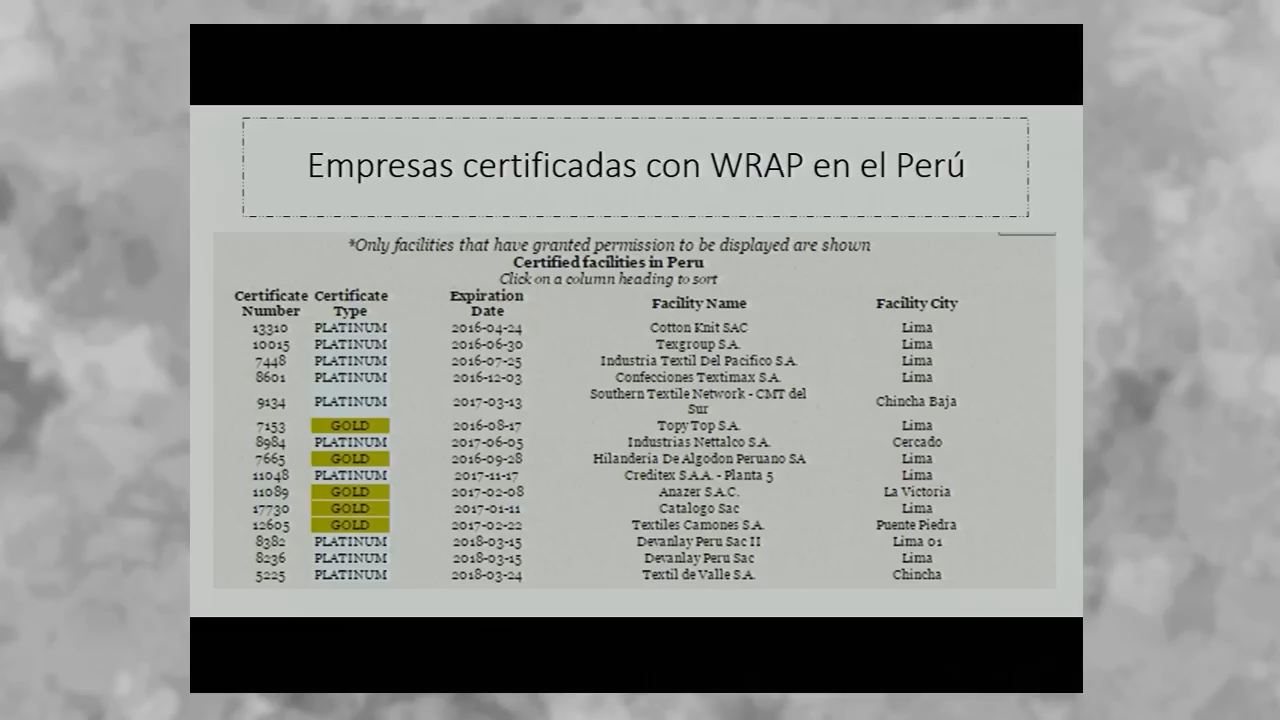 Empresas certificadas con WRAP en el Perú
*Only facilities that have granted permission to be displayed are shown
Certified facilities in Peru
Click on a column heading to sort
Certificate Number Certificate Type Expiration Date Facility Name Facility City
13310 PLATINUM 2016-04-24 Cotton Knit SAC Lima
10015 PLATINUM 2016-06-30 Texgroup S.A. Lima
7448 PLATINUM 2016-07-25 Industria Textil Del Pacifico S.A. Lima
8601 PLATINUM 2016-12-03 Confecciones Textimax S.A. Lima
9134 PLATINUM 2017-03-13 Southern Textile Network - CMT del Sur Chincha Baja
7153 GOLD 2016-08-17 Topy Top S.A. Lima
8984 PLATINUM 2017-06-05 Industrias Nettalco S.A. Cercado
7665 GOLD 2016-09-28 Hilanderia De Algodon Peruano SA Lima
11048 PLATINUM 2017-11-17 Creditex S.A.A. - Planta 5 Lima
11089 GOLD 2017-02-08 Anazer S.A.C. La Victoria
17730 GOLD 2017-01-11 Catalogo Sac Lima
12605 GOLD 2017-02-22 Textiles Camones S.A. Puente Piedra
8382 PLATINUM 2018-03-15 Devanlay Peru Sac II Lima 01
8236 PLATINUM 2018-03-15 Devanlay Peru Sac Lima
5225 PLATINUM 2018-03-24 Textil de Valle S.A. Chincha